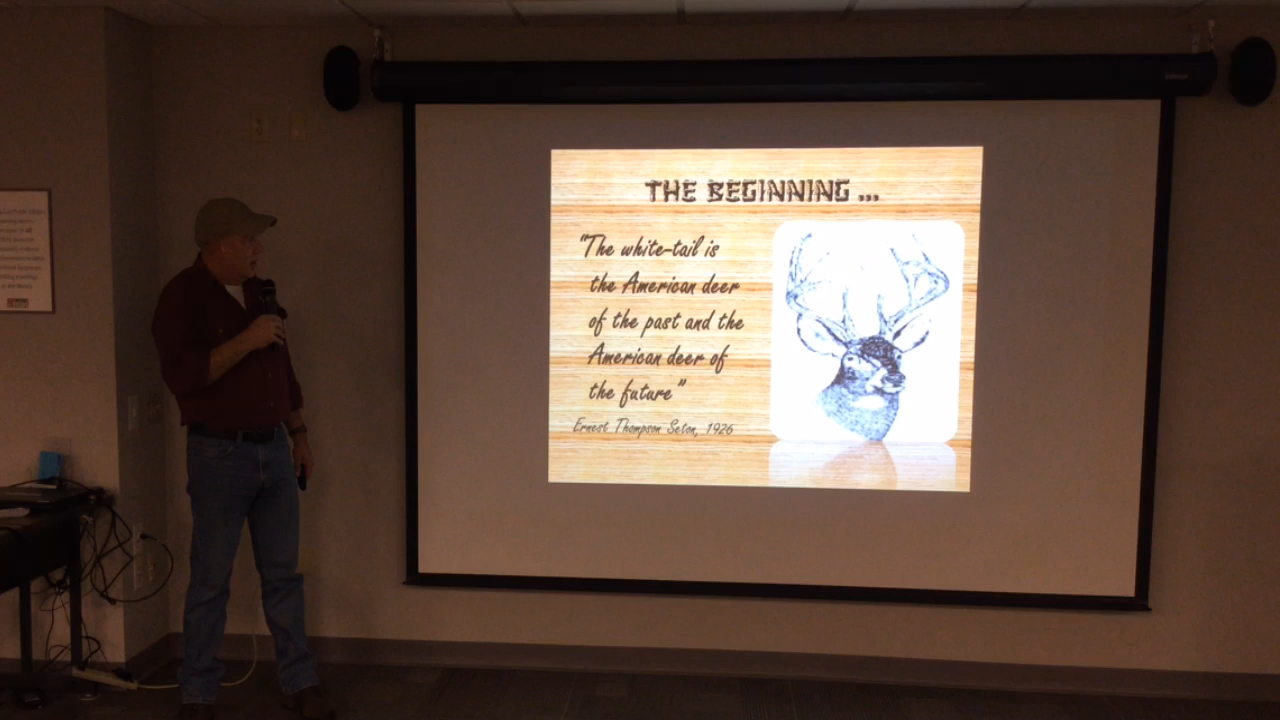 THE BEGINNING ...
“The white-tail is
the American deer
of the past and the
American deer of
the future”
Ernest Thompson Seton, 1926